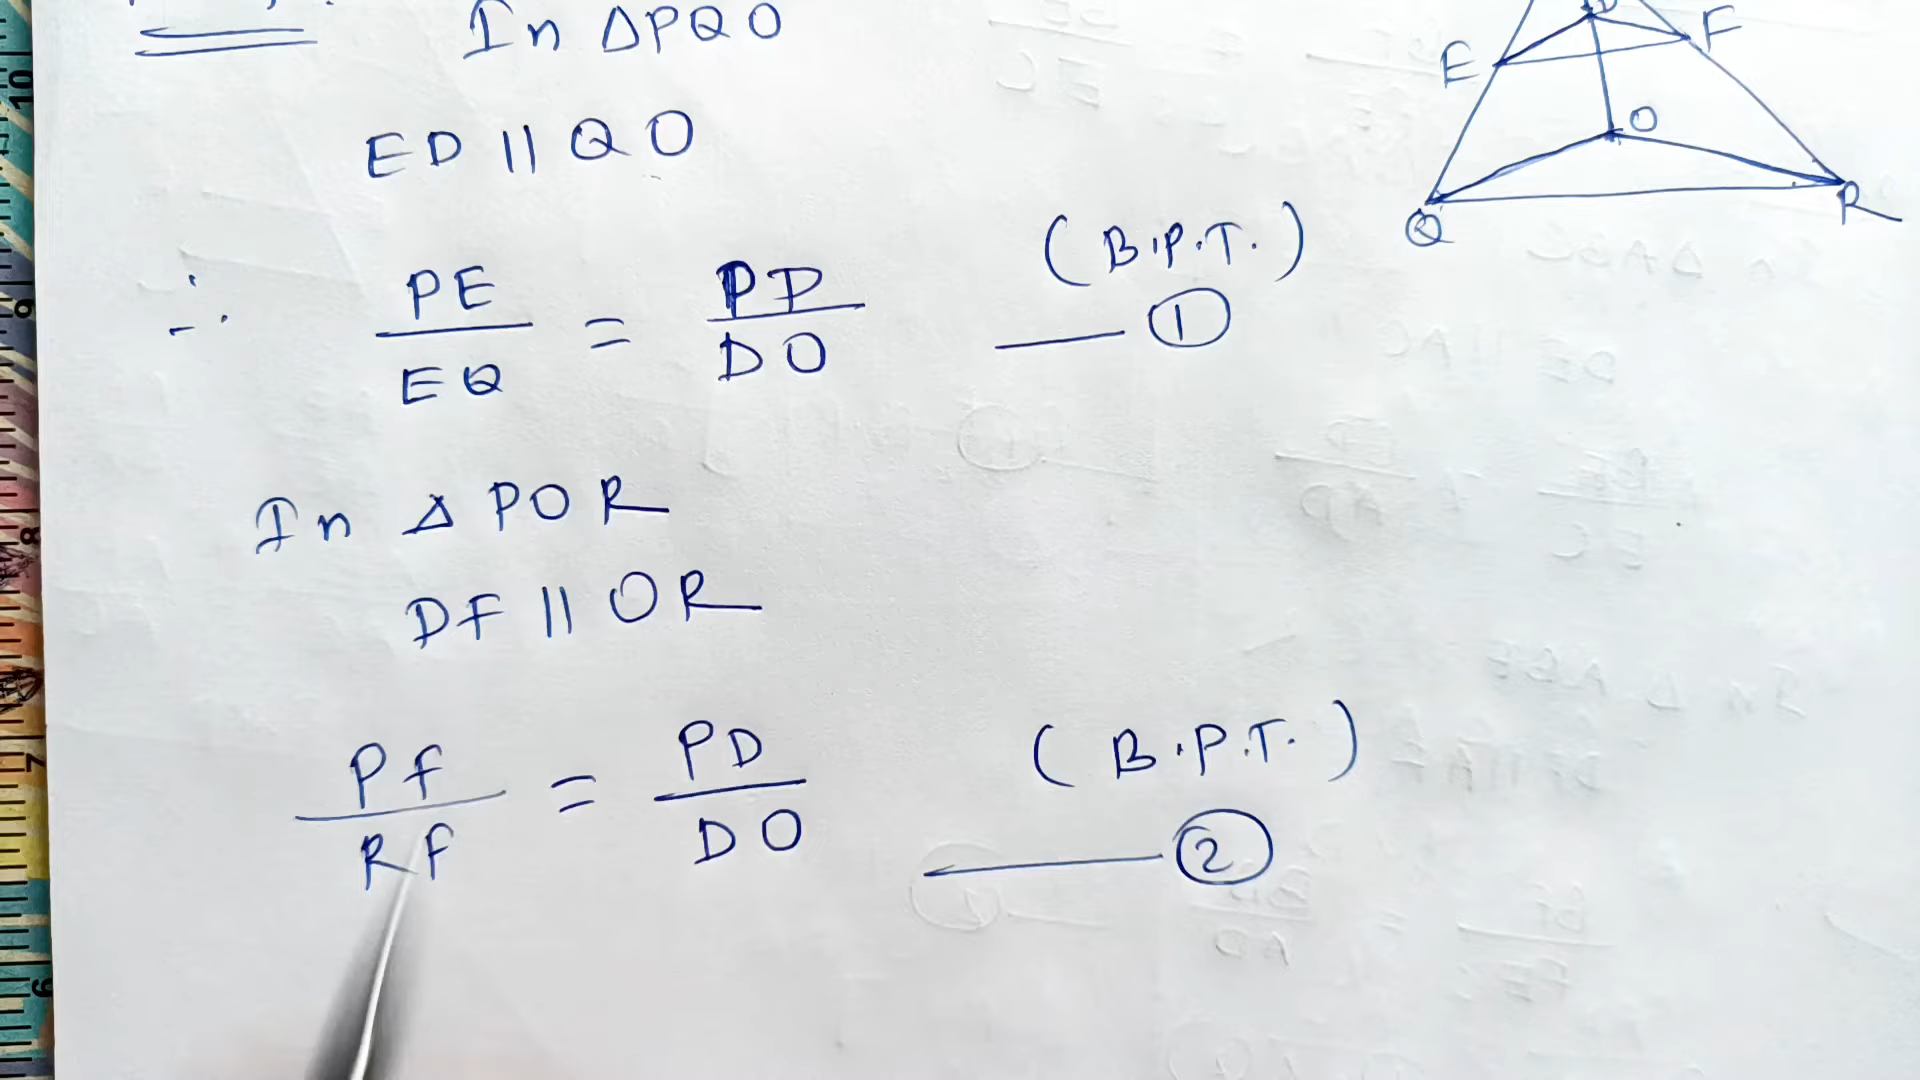 In ΔPQO
ED || QO
∴ PE/EQ = PD/DO (B.P.T.) — ①
In Δ POR
DF || OR
PF/RF = PD/DO (B.P.T.) — ②
D
E F
O
Q R